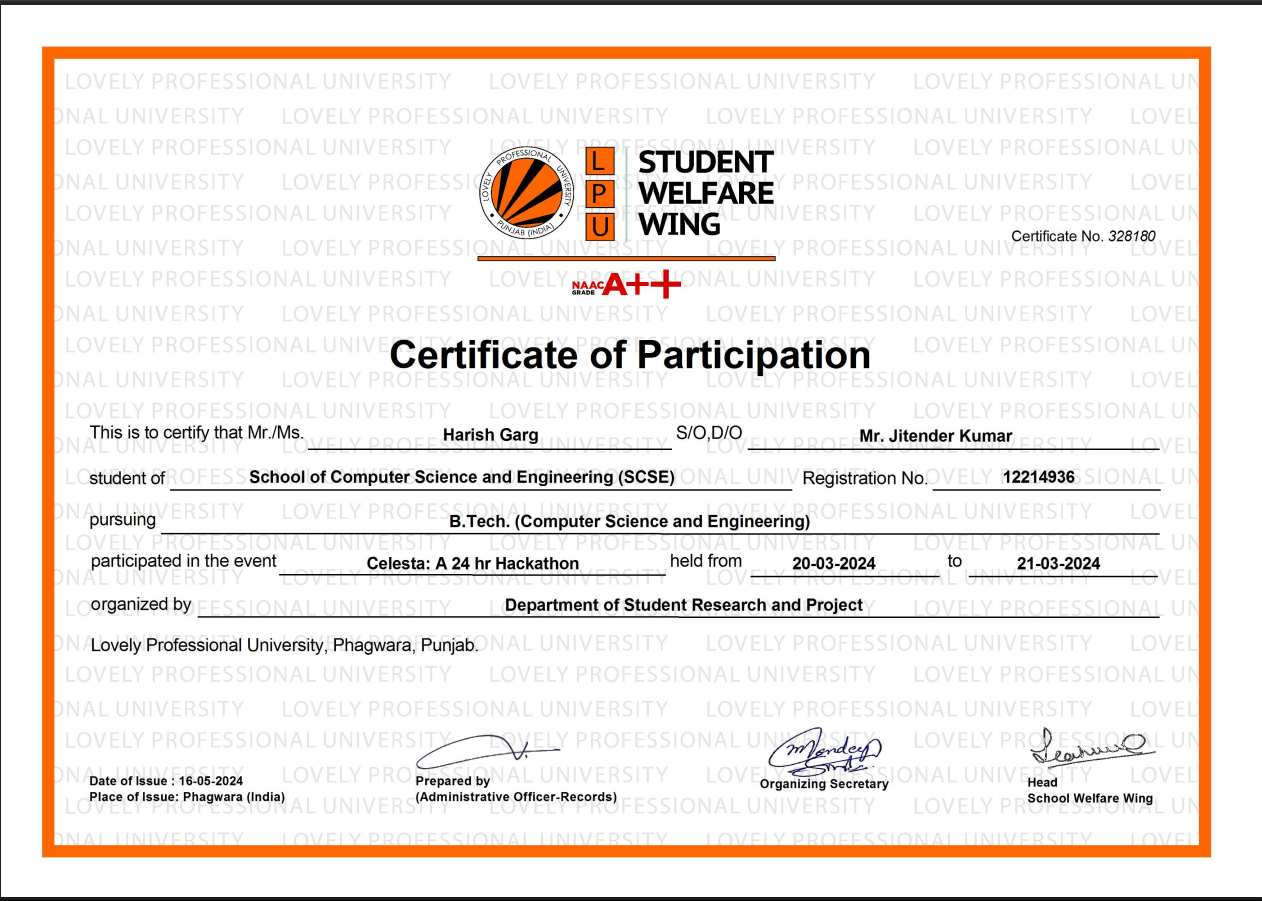 LOVELY PROFESSIONAL UNIVERSITY
PUNJAB (INDIA)
L
P
U
STUDENT
WELFARE
WING
Certificate No. 328180
NAAC
GRADE
A++
Certificate of Participation
This is to certify that Mr./Ms. Harish Garg S/O,D/O Mr. Jitender Kumar
student of School of Computer Science and Engineering (SCSE) Registration No. 12214936
pursuing B.Tech. (Computer Science and Engineering)
participated in the event Celesta: A 24 hr Hackathon held from 20-03-2024 to 21-03-2024
organized by Department of Student Research and Project
Lovely Professional University, Phagwara, Punjab.
Date of Issue : 16-05-2024
Place of Issue: Phagwara (India)
Prepared by
(Administrative Officer-Records)
Organizing Secretary
Head
School Welfare Wing